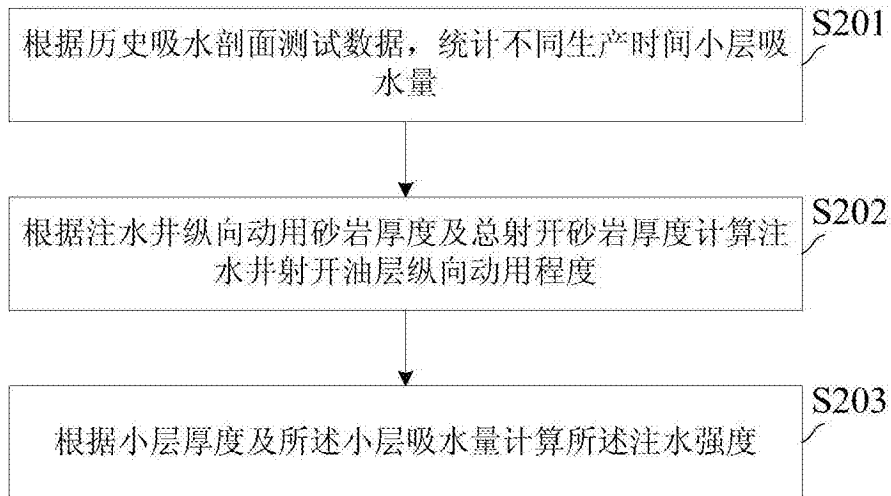 根据历史吸水剖面测试数据，统计不同生产时间小层吸
水量
S201
根据注水井纵向动用砂岩厚度及总射开砂岩厚度计算注
水井射开油层纵向动用程度
S202
根据小层厚度及所述小层吸水量计算所述注水强度
S203